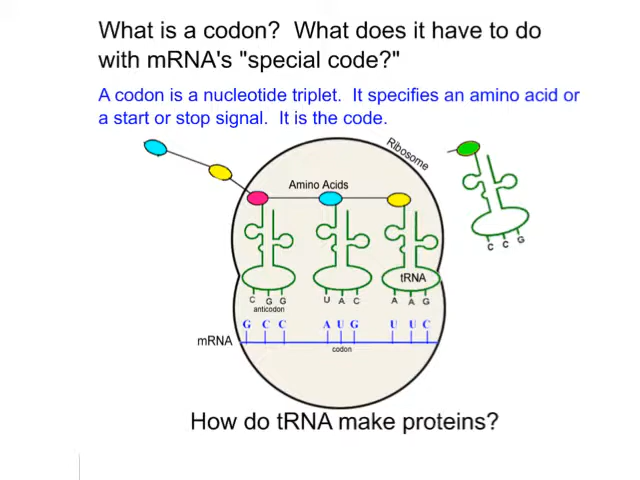 What is a codon? What does it have to do
with mRNA's "special code?"
A codon is a nucleotide triplet. It specifies an amino acid or
a start or stop signal. It is the code.
Ribosome
Amino Acids
tRNA
C G G
U A C
A A G
C C G
anticodon
G C C
A U G
U U C
mRNA
codon
How do tRNA make proteins?